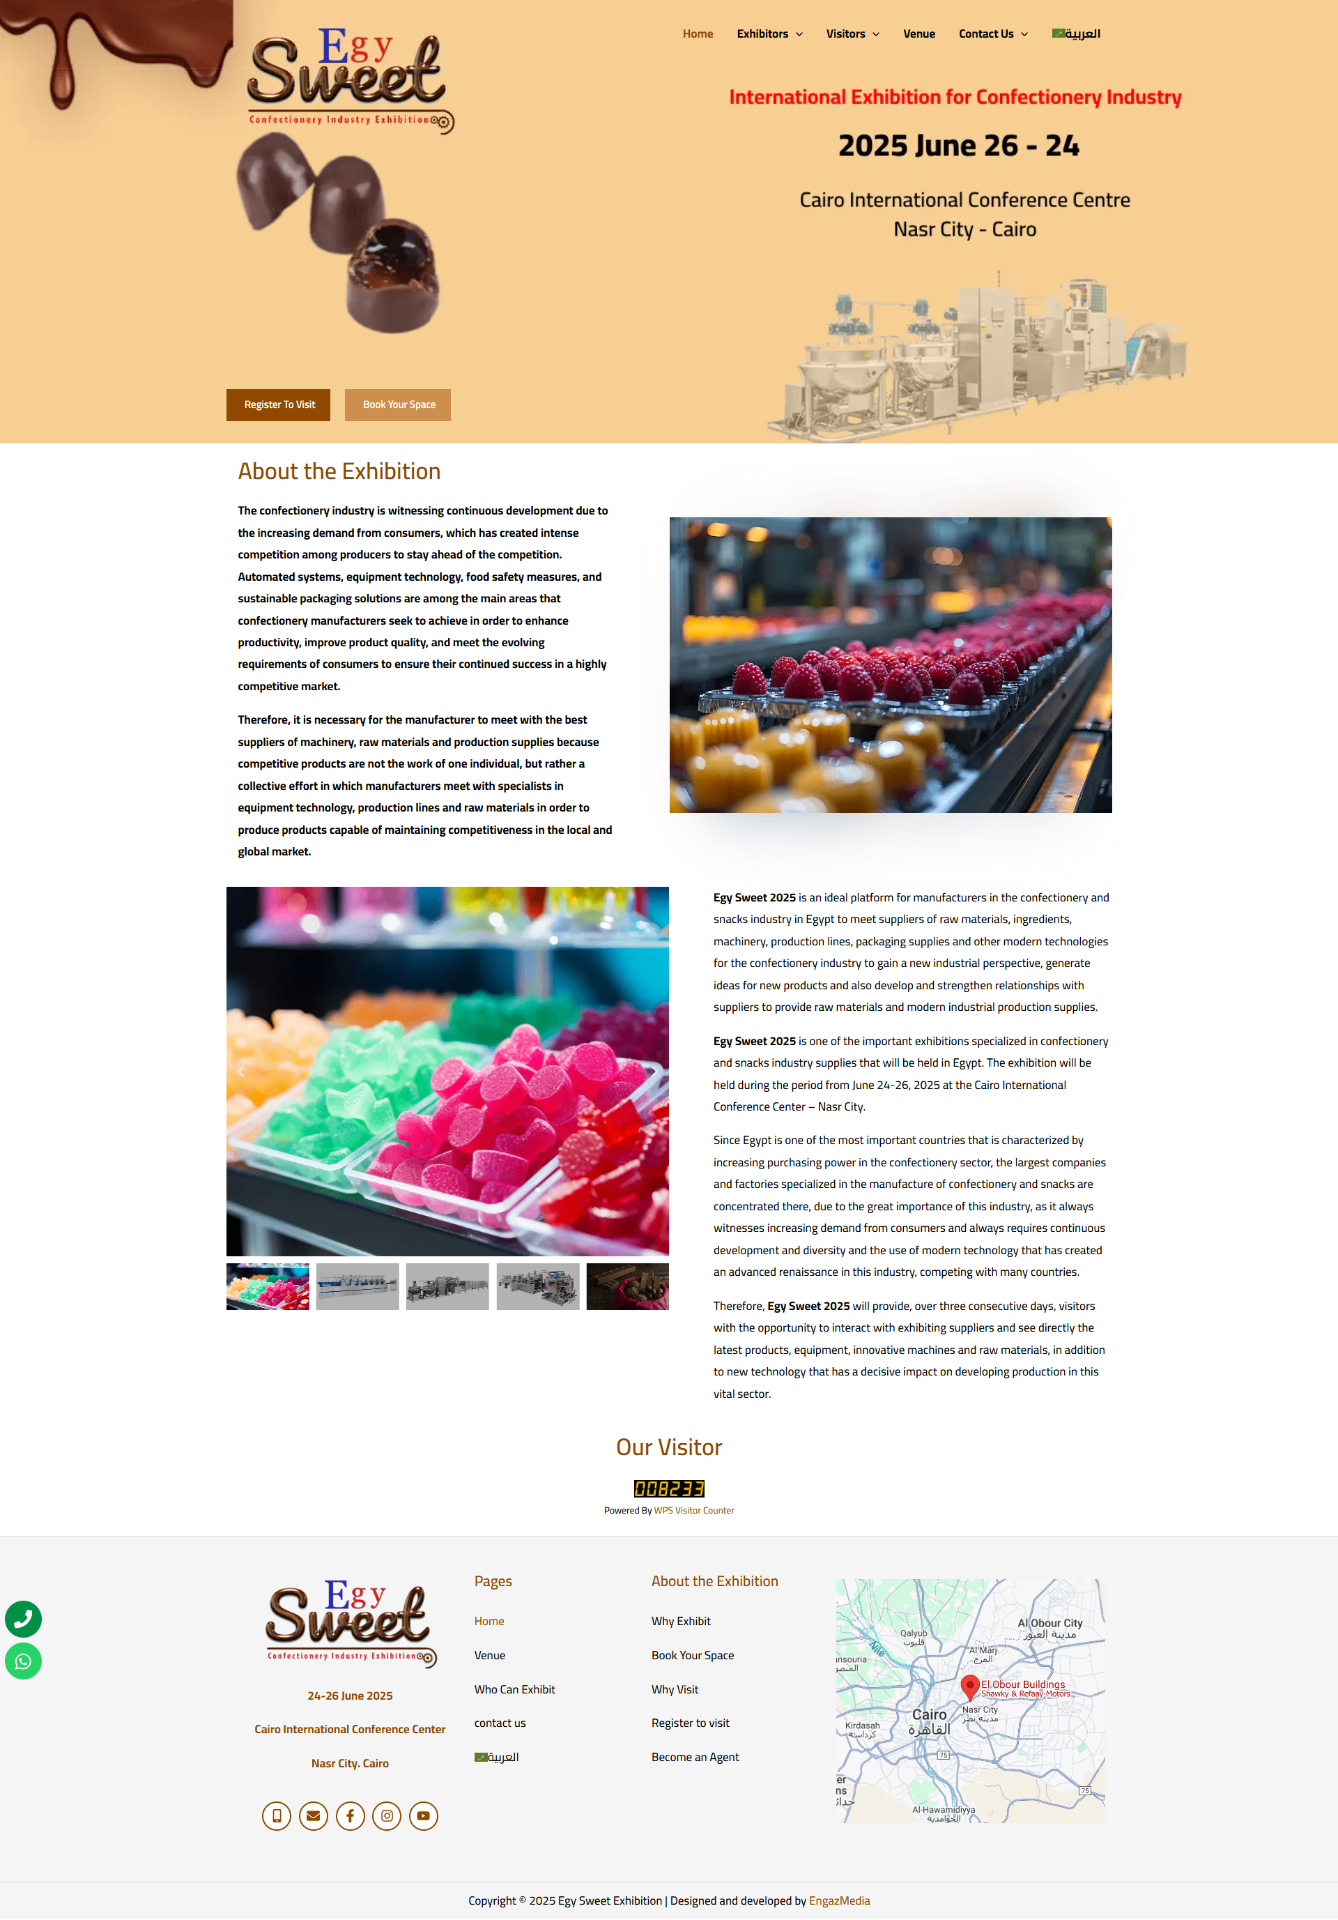 Egy
Sweet
Confectionery Industry Exhibition
Home
Exhibitors
Visitors
Venue
Contact Us
العربية
International Exhibition for Confectionery Industry
2025 June 26 - 24
Cairo International Conference Centre
Nasr City - Cairo
Register To Visit
Book Your Space
About the Exhibition
The confectionery industry is witnessing continuous development due to
the increasing demand from consumers, which has created intense
competition among producers to stay ahead of the competition.
Automated systems, equipment technology, food safety measures, and
sustainable packaging solutions are among the main areas that
confectionery manufacturers seek to achieve in order to enhance
productivity, improve product quality, and meet the evolving
requirements of consumers to ensure their continued success in a highly
competitive market.
Therefore, it is necessary for the manufacturer to meet with the best
suppliers of machinery, raw materials and production supplies because
competitive products are not the work of one individual, but rather a
collective effort in which manufacturers meet with specialists in
equipment technology, production lines and raw materials in order to
produce products capable of maintaining competitiveness in the local and
global market.
Egy Sweet 2025 is an ideal platform for manufacturers in the confectionery and
snacks industry in Egypt to meet suppliers of raw materials, ingredients,
machinery, production lines, packaging supplies and other modern technologies
for the confectionery industry to gain a new industrial perspective, generate
ideas for new products and also develop and strengthen relationships with
suppliers to provide raw materials and modern industrial production supplies.
Egy Sweet 2025 is one of the important exhibitions specialized in confectionery
and snacks industry supplies that will be held in Egypt. The exhibition will be
held during the period from June 24-26, 2025 at the Cairo International
Conference Center – Nasr City.
Since Egypt is one of the most important countries that is characterized by
increasing purchasing power in the confectionery sector, the largest companies
and factories specialized in the manufacture of confectionery and snacks are
concentrated there, due to the great importance of this industry, as it always
witnesses increasing demand from consumers and always requires continuous
development and diversity and the use of modern technology that has created
an advanced renaissance in this industry, competing with many countries.
Therefore, Egy Sweet 2025 will provide, over three consecutive days, visitors
with the opportunity to interact with exhibiting suppliers and see directly the
latest products, equipment, innovative machines and raw materials, in addition
to new technology that has a decisive impact on developing production in this
vital sector.
Our Visitor
008233
Powered By WPS Visitor Counter
Egy
Sweet
Confectionery Industry Exhibition
24-26 June 2025
Cairo International Conference Center
Nasr City. Cairo
Pages
Home
Venue
Who Can Exhibit
contact us
العربية
About the Exhibition
Why Exhibit
Book Your Space
Why Visit
Register to visit
Become an Agent
Al Obour City
مدينة العبور
Qalyub
قليوب
Nile
Al Marj
المرج
ansouria
المنصو
El.Obour Buildings
Shawky & Refaay Motors
Nasr City
مدينة نصر
Cairo
القاهرة
Kirdasah
كرداسة
75
75
er
ns
حدائ
Al-Hawamidiyya
الحوامدية
Copyright © 2025 Egy Sweet Exhibition | Designed and developed by EngazMedia